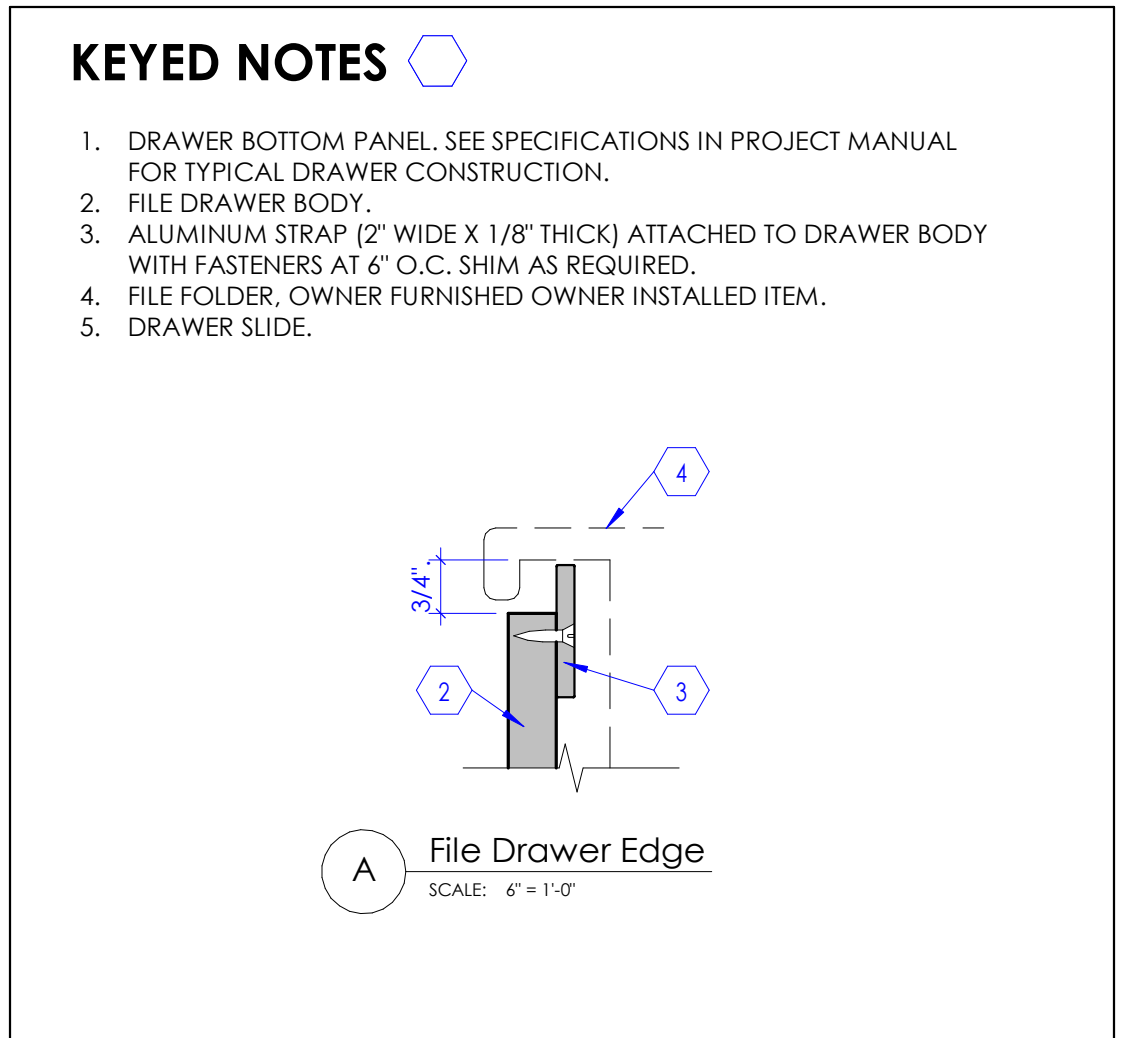 KEYED NOTES
1. DRAWER BOTTOM PANEL. SEE SPECIFICATIONS IN PROJECT MANUAL
FOR TYPICAL DRAWER CONSTRUCTION.
2. FILE DRAWER BODY.
3. ALUMINUM STRAP (2" WIDE X 1/8" THICK) ATTACHED TO DRAWER BODY
WITH FASTENERS AT 6" O.C. SHIM AS REQUIRED.
4. FILE FOLDER, OWNER FURNISHED OWNER INSTALLED ITEM.
5. DRAWER SLIDE.
4
3/4".
2
3
A
File Drawer Edge
SCALE: 6" = 1'-0"